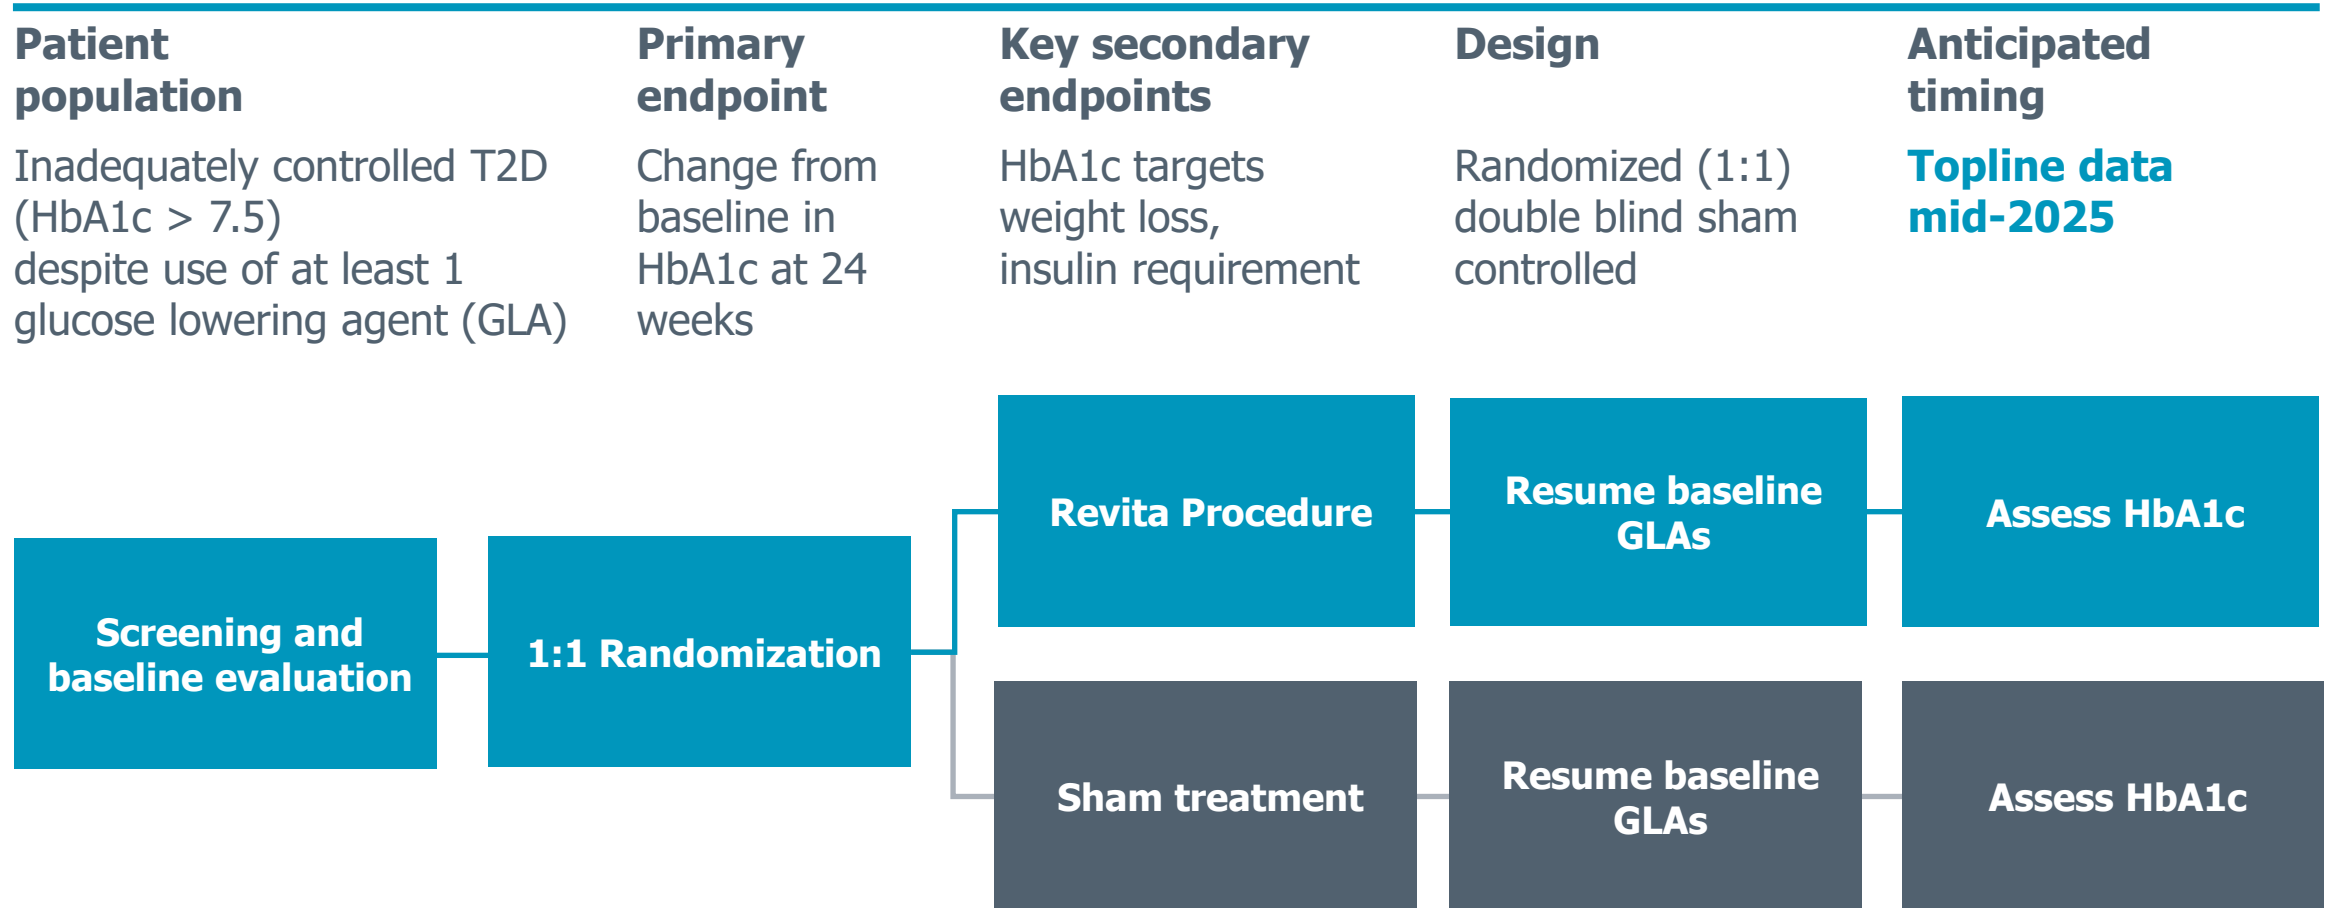 Patient
population
Inadequately controlled T2D
(HbA1c > 7.5)
despite use of at least 1
glucose lowering agent (GLA)
Primary
endpoint
Change from
baseline in
HbA1c at 24
weeks
Key secondary
endpoints
HbA1c targets
weight loss,
insulin requirement
Design
Randomized (1:1)
double blind sham
controlled
Anticipated
timing
Topline data
mid-2025
Screening and
baseline evaluation
1:1 Randomization
Revita Procedure
Resume baseline
GLAs
Assess HbA1c
Sham treatment
Resume baseline
GLAs
Assess HbA1c